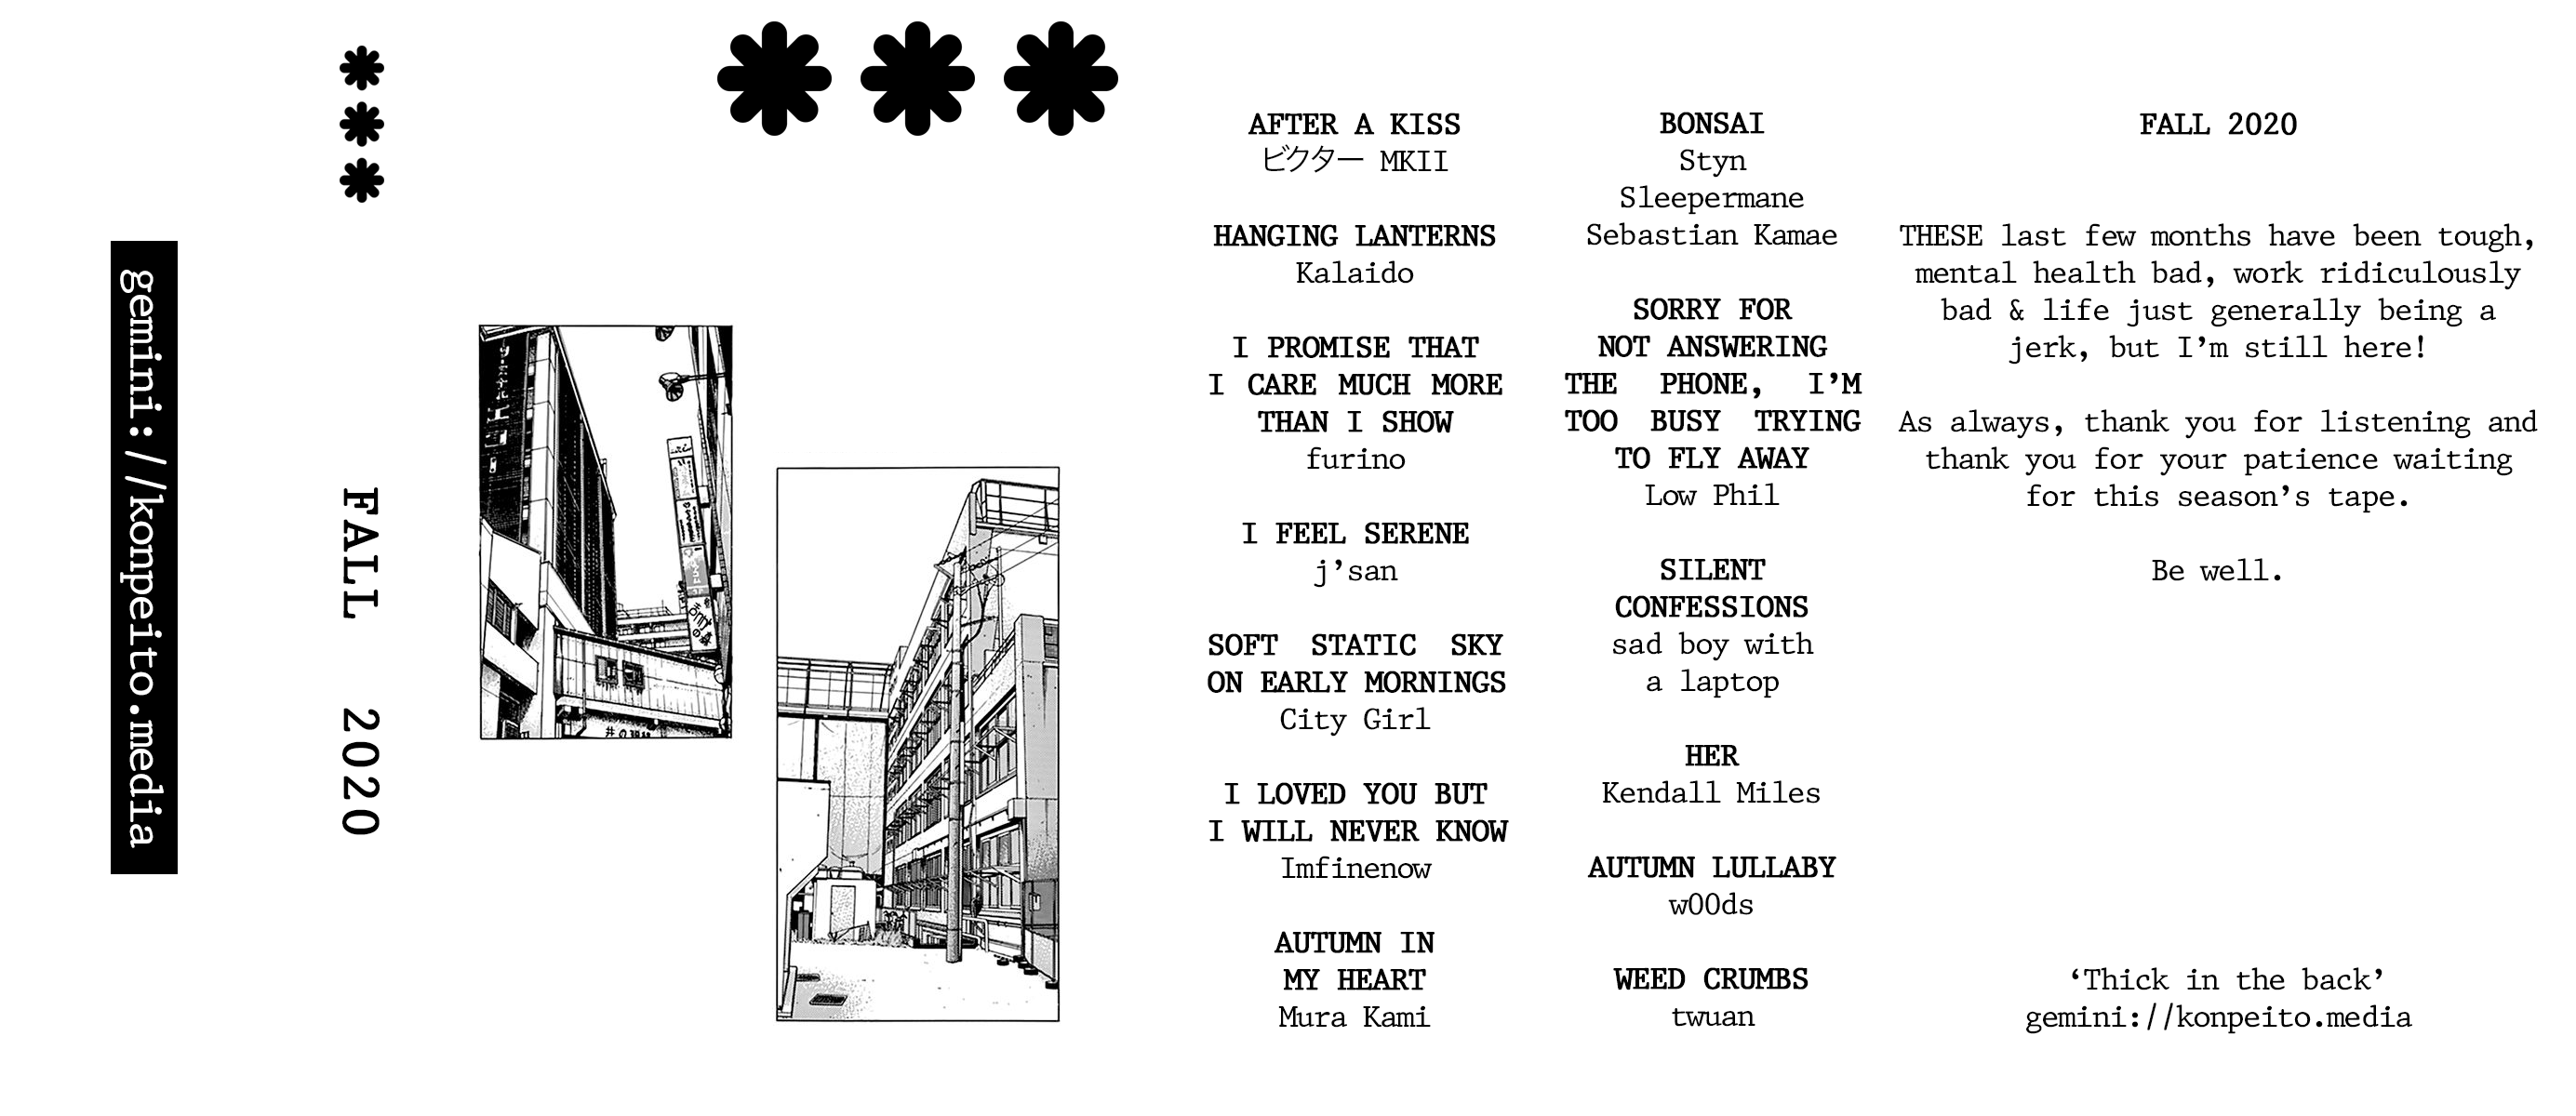 gemini://konpeito.media
FALL 2020
AFTER A KISS
ビクター MKII
HANGING LANTERNS
Kalaido
I PROMISE THAT
I CARE MUCH MORE
THAN I SHOW
furino
I FEEL SERENE
j’san
SOFT STATIC SKY
ON EARLY MORNINGS
City Girl
I LOVED YOU BUT
I WILL NEVER KNOW
Imfinenow
AUTUMN IN
MY HEART
Mura Kami
BONSAI
Styn
Sleepermane
Sebastian Kamae
SORRY FOR
NOT ANSWERING
THE PHONE, I’M
TOO BUSY TRYING
TO FLY AWAY
Low Phil
SILENT
CONFESSIONS
sad boy with
a laptop
HER
Kendall Miles
AUTUMN LULLABY
w00ds
WEED CRUMBS
twuan
FALL 2020
THESE last few months have been tough,
mental health bad, work ridiculously
bad & life just generally being a
jerk, but I’m still here!
As always, thank you for listening and
thank you for your patience waiting
for this season’s tape.
Be well.
‘Thick in the back’
gemini://konpeito.media